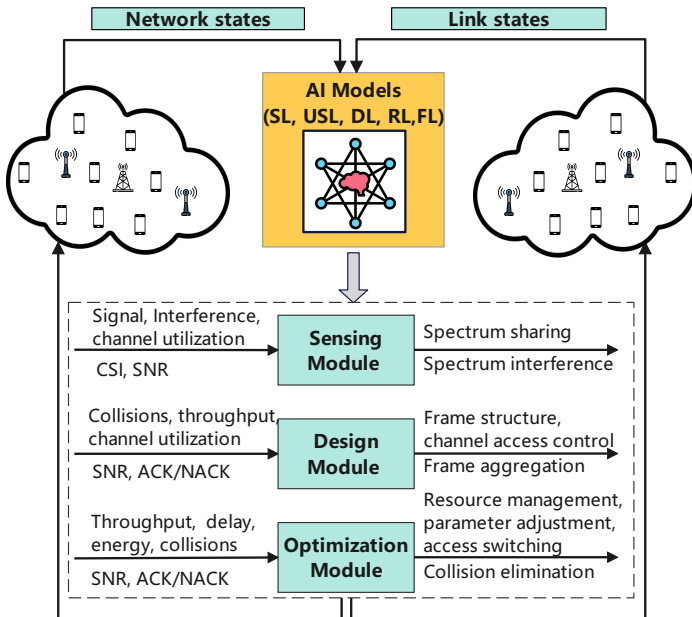 Network states
Link states
AI Models
(SL, USL, DL, RL,FL)
Signal, Interference,
channel utilization
CSI, SNR
Sensing
Module
Spectrum sharing
Spectrum interference
Collisions, throughput,
channel utilization
SNR, ACK/NACK
Design
Module
Frame structure,
channel access control
Frame aggregation
Throughput, delay,
energy, collisions
SNR, ACK/NACK
Optimization
Module
Resource management,
parameter adjustment,
access switching
Collision elimination